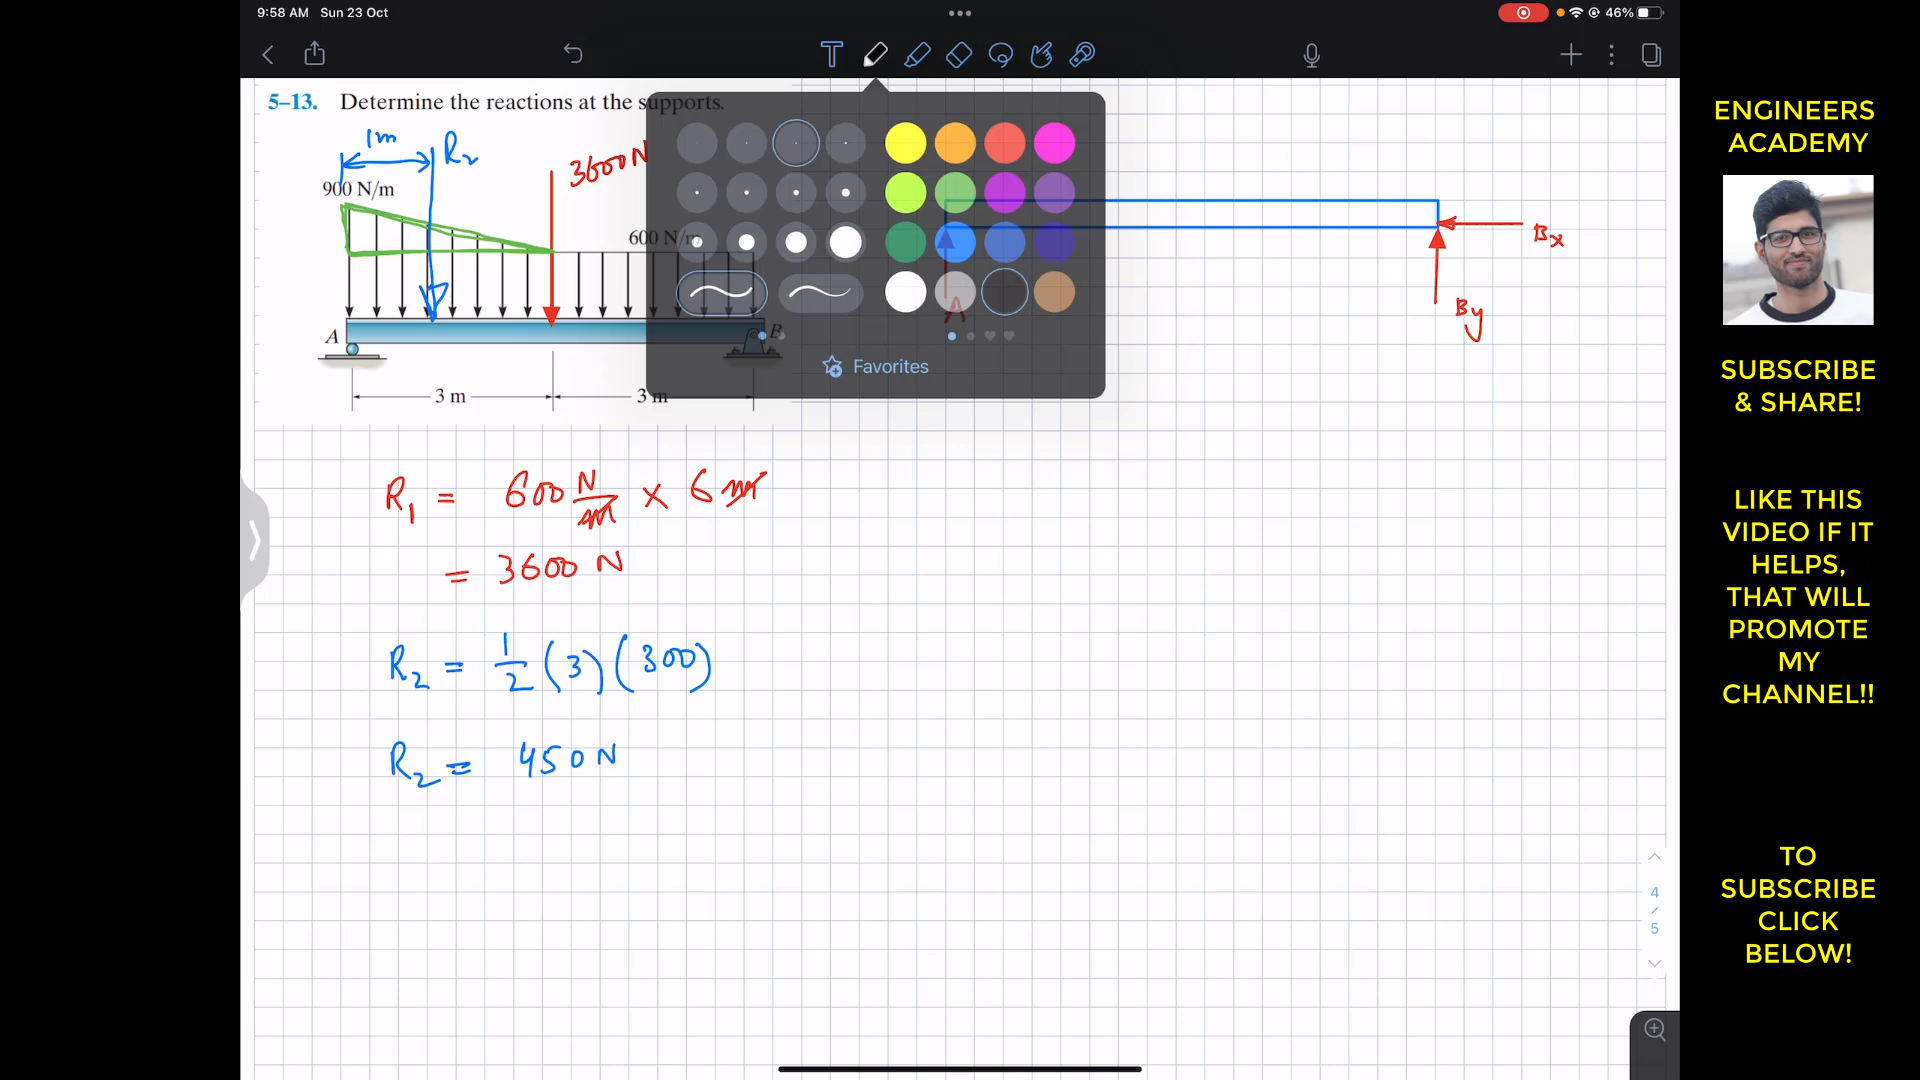 9:58 AM Sun 23 Oct
46%
5–13. Determine the reactions at the supports.
1m
R2
3600N
900 N/m
600 N/m
A
B
3 m
3 m
Favorites
A
Bx
By
R1 = 600 N/m x 6 m
= 3600 N
R2 = 1/2 (3) (300)
R2 = 450 N
4
5
ENGINEERS
ACADEMY
SUBSCRIBE
& SHARE!
LIKE THIS
VIDEO IF IT
HELPS,
THAT WILL
PROMOTE
MY
CHANNEL!!
TO
SUBSCRIBE
CLICK
BELOW!